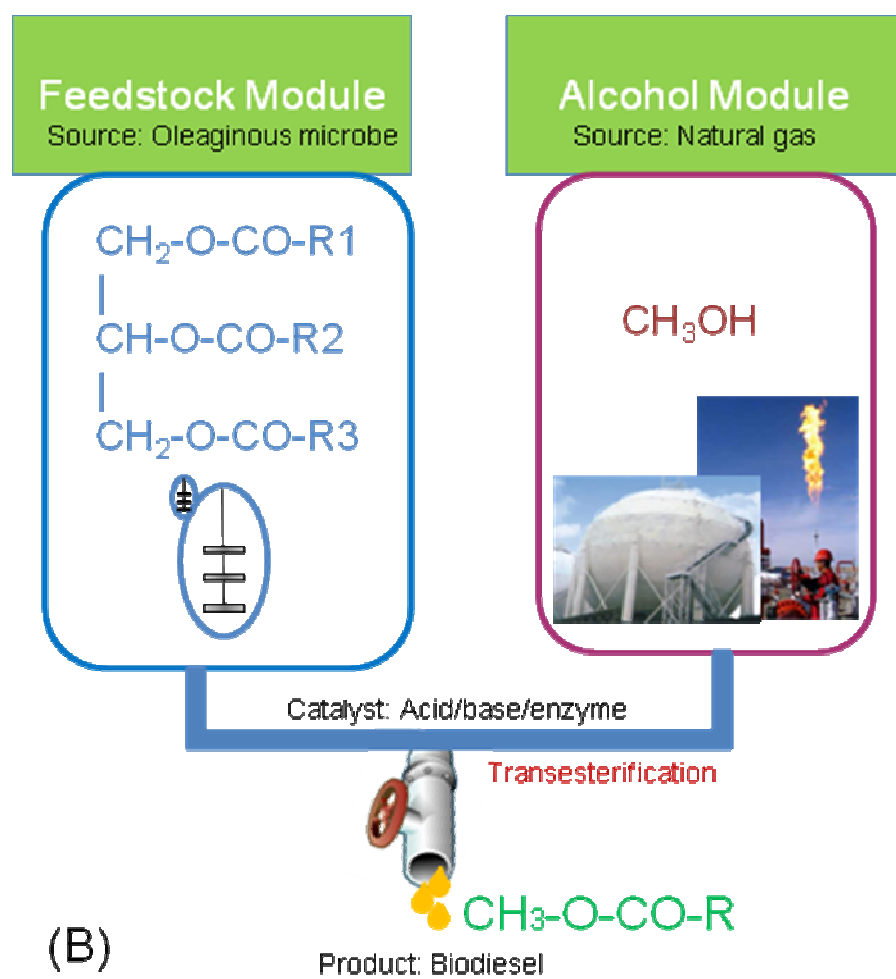 Feedstock Module
Source: Oleaginous microbe
Alcohol Module
Source: Natural gas
CH₂-O-CO-R1
|
CH-O-CO-R2
|
CH₂-O-CO-R3
CH₃OH
Catalyst: Acid/base/enzyme
Transesterification
CH₃-O-CO-R
(B)
Product: Biodiesel